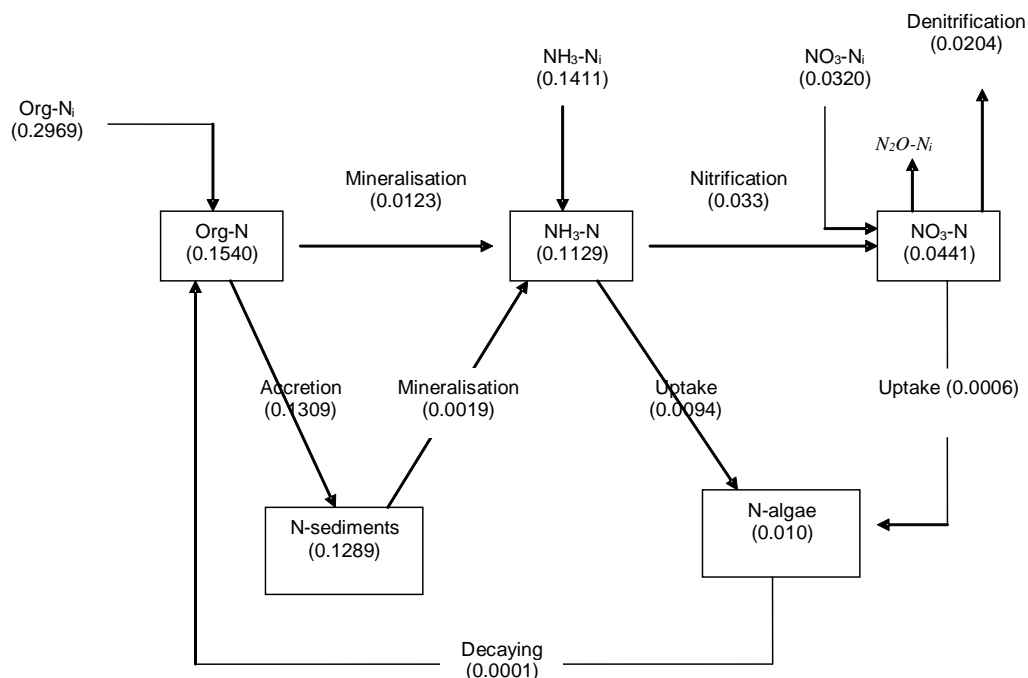 Denitrification
(0.0204)
NH₃-Nᵢ
(0.1411)
NO₃-Nᵢ
(0.0320)
Org-Nᵢ
(0.2969)
N₂O-Nᵢ
Mineralisation
(0.0123)
Nitrification
(0.033)
Org-N
(0.1540)
NH₃-N
(0.1129)
NO₃-N
(0.0441)
Accretion
(0.1309)
Mineralisation
(0.0019)
Uptake
(0.0094)
Uptake (0.0006)
N-sediments
(0.1289)
N-algae
(0.010)
Decaying
(0.0001)